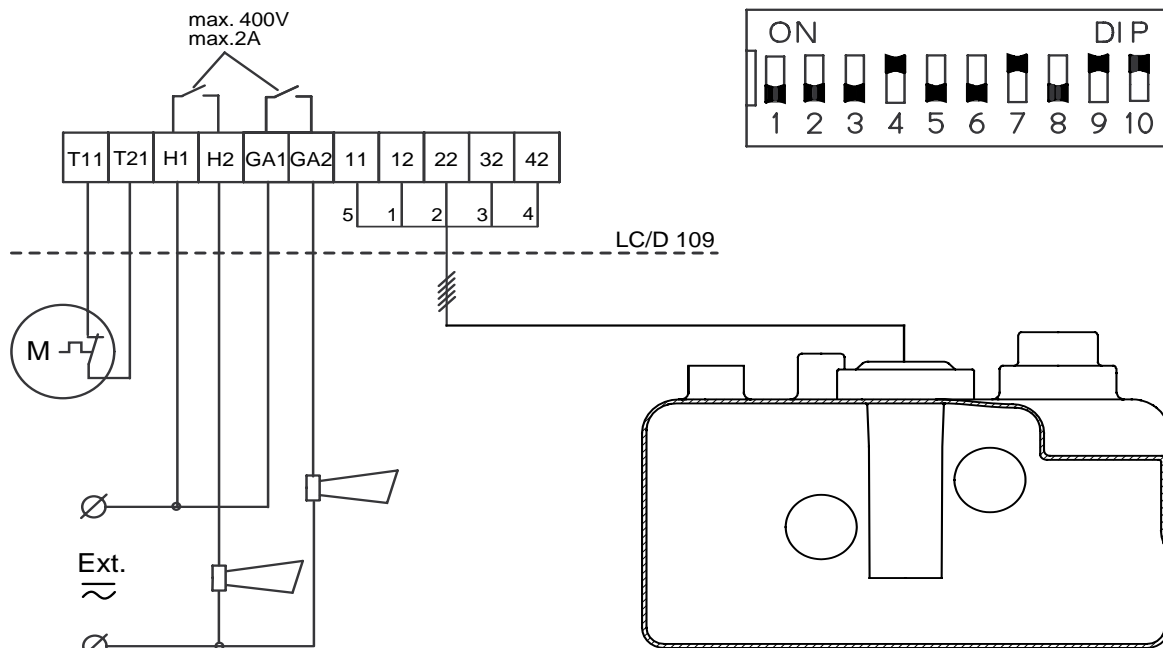 max. 400V
max.2A
ON DIP
1 2 3 4 5 6 7 8 9 10
T11 T21 H1 H2 GA1 GA2 11 12 22 32 42
5 1 2 3 4
LC/D 109
M
Ext.